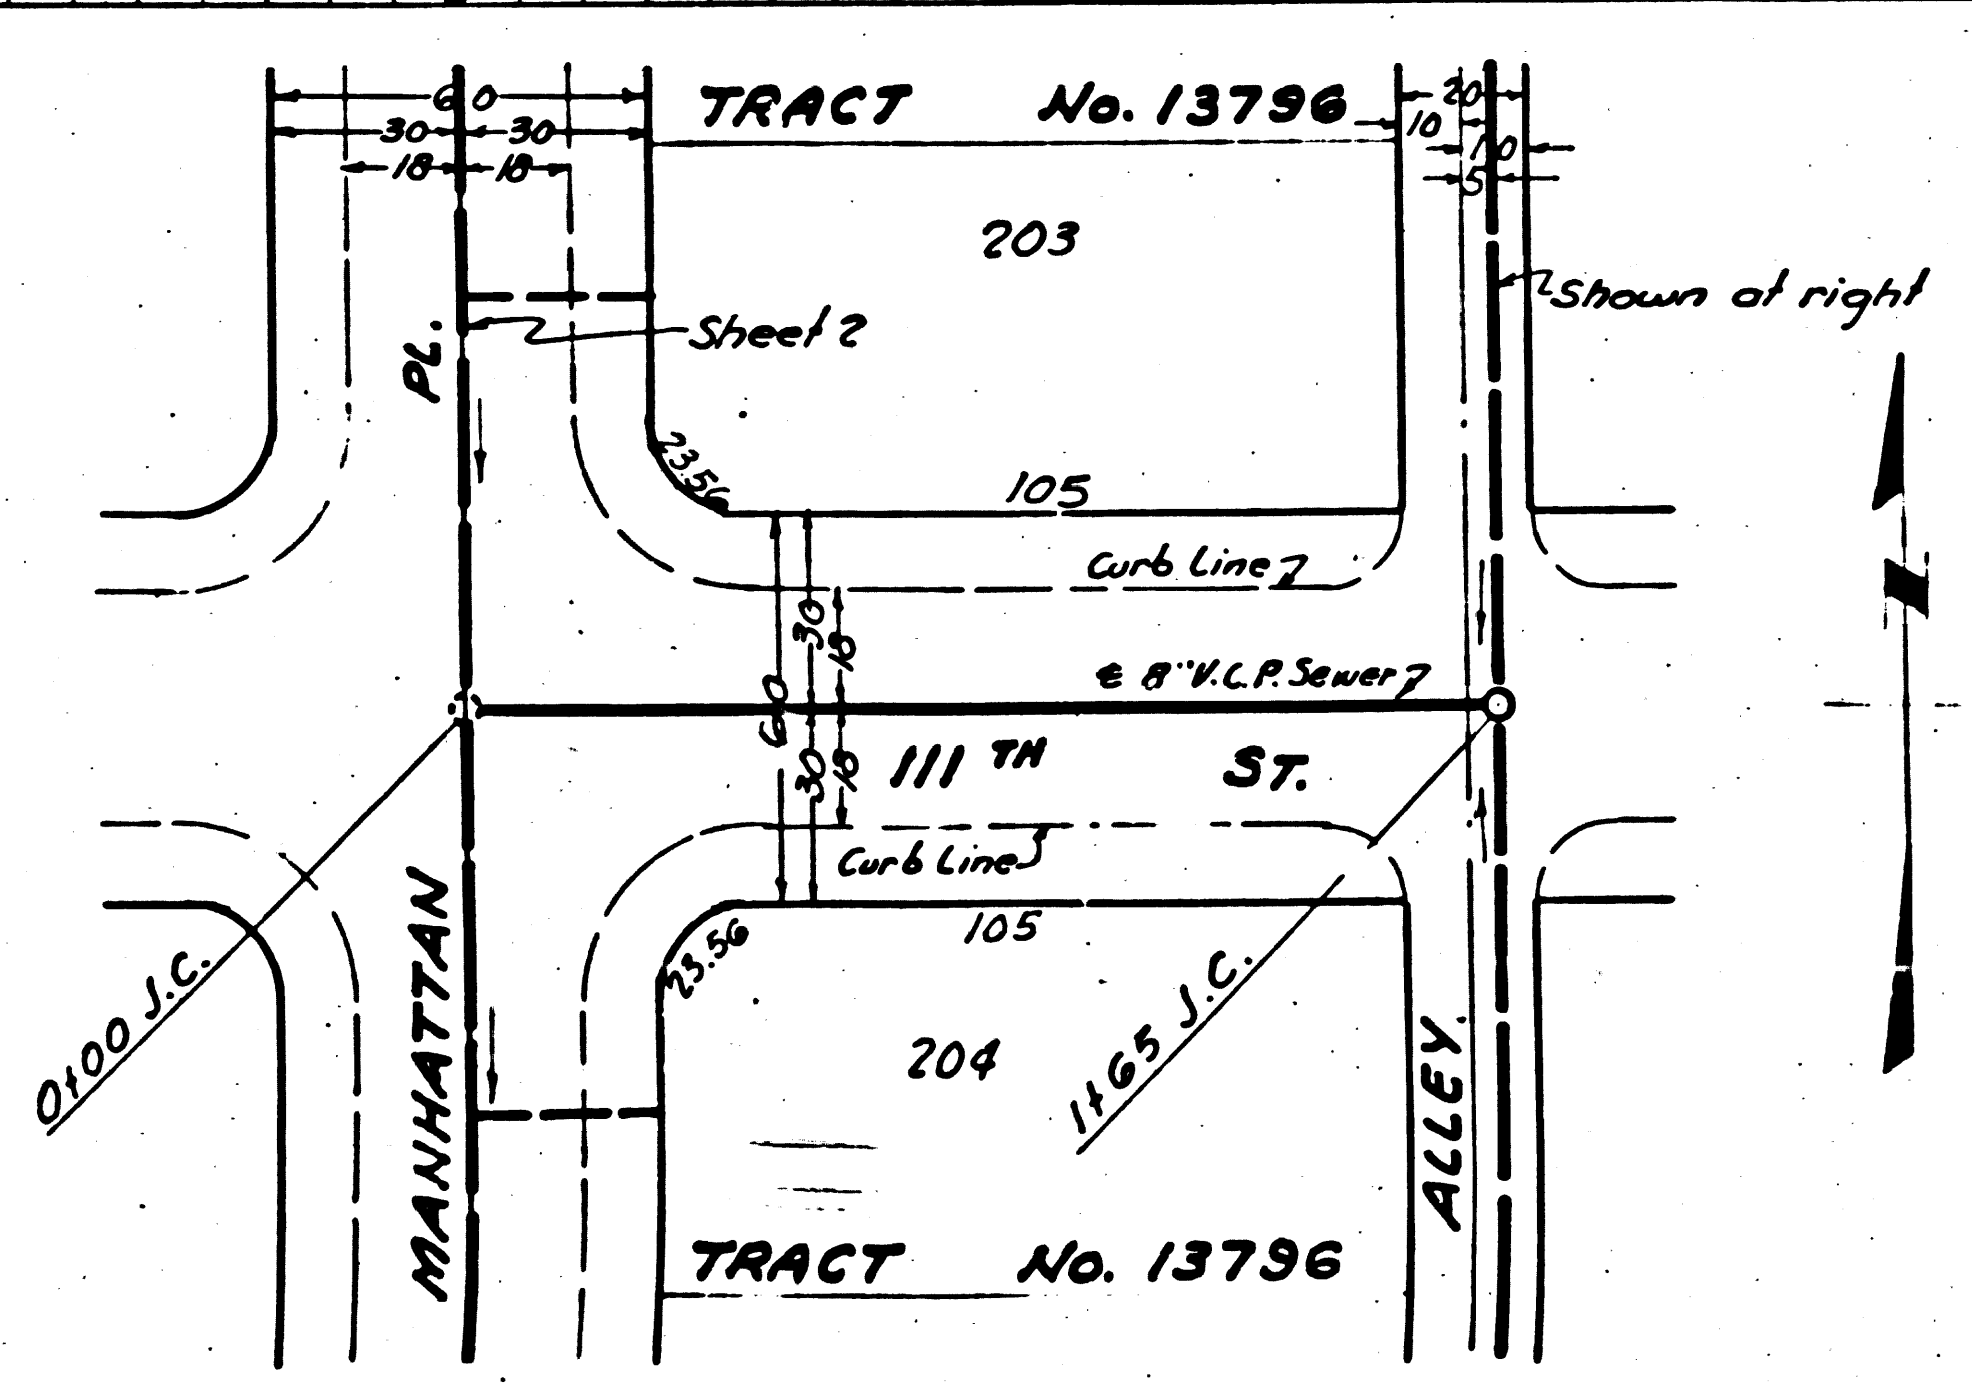 60
30 30
18 18
TRACT No. 13796
20
10
10
5
203
Shown at right
Sheet 2
PL.
23.56
105
Curb Line
30
18
60
℄ 8" V.C.P. Sewer
N
111TH ST.
30
18
Curb Line
105
23.56
0+00 J.C.
MANHATTAN
204
1+65 J.C.
ALLEY
TRACT No. 13796